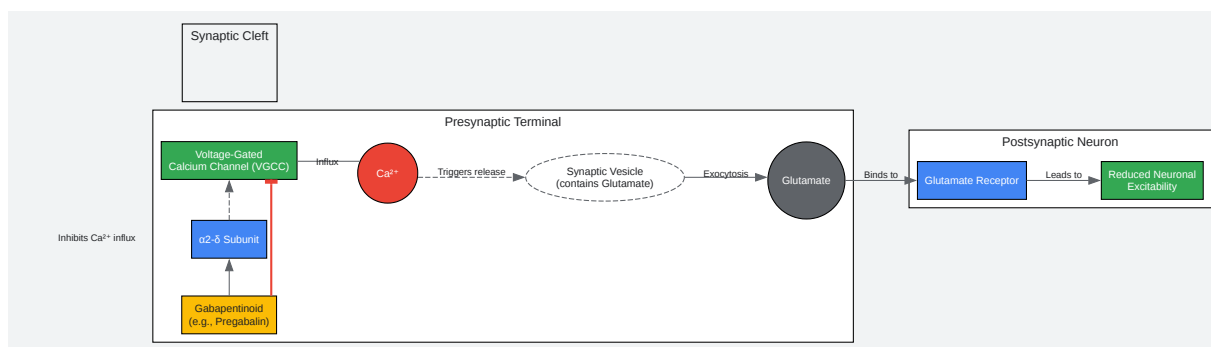 Synaptic Cleft
Presynaptic Terminal
Voltage-Gated
Calcium Channel (VGCC)
Influx
Ca²⁺
Triggers release
Synaptic Vesicle
(contains Glutamate)
Exocytosis
Glutamate
Binds to
Postsynaptic Neuron
Glutamate Receptor
Leads to
Reduced Neuronal
Excitability
Inhibits Ca²⁺ influx
α2-δ Subunit
Gabapentinoid
(e.g., Pregabalin)